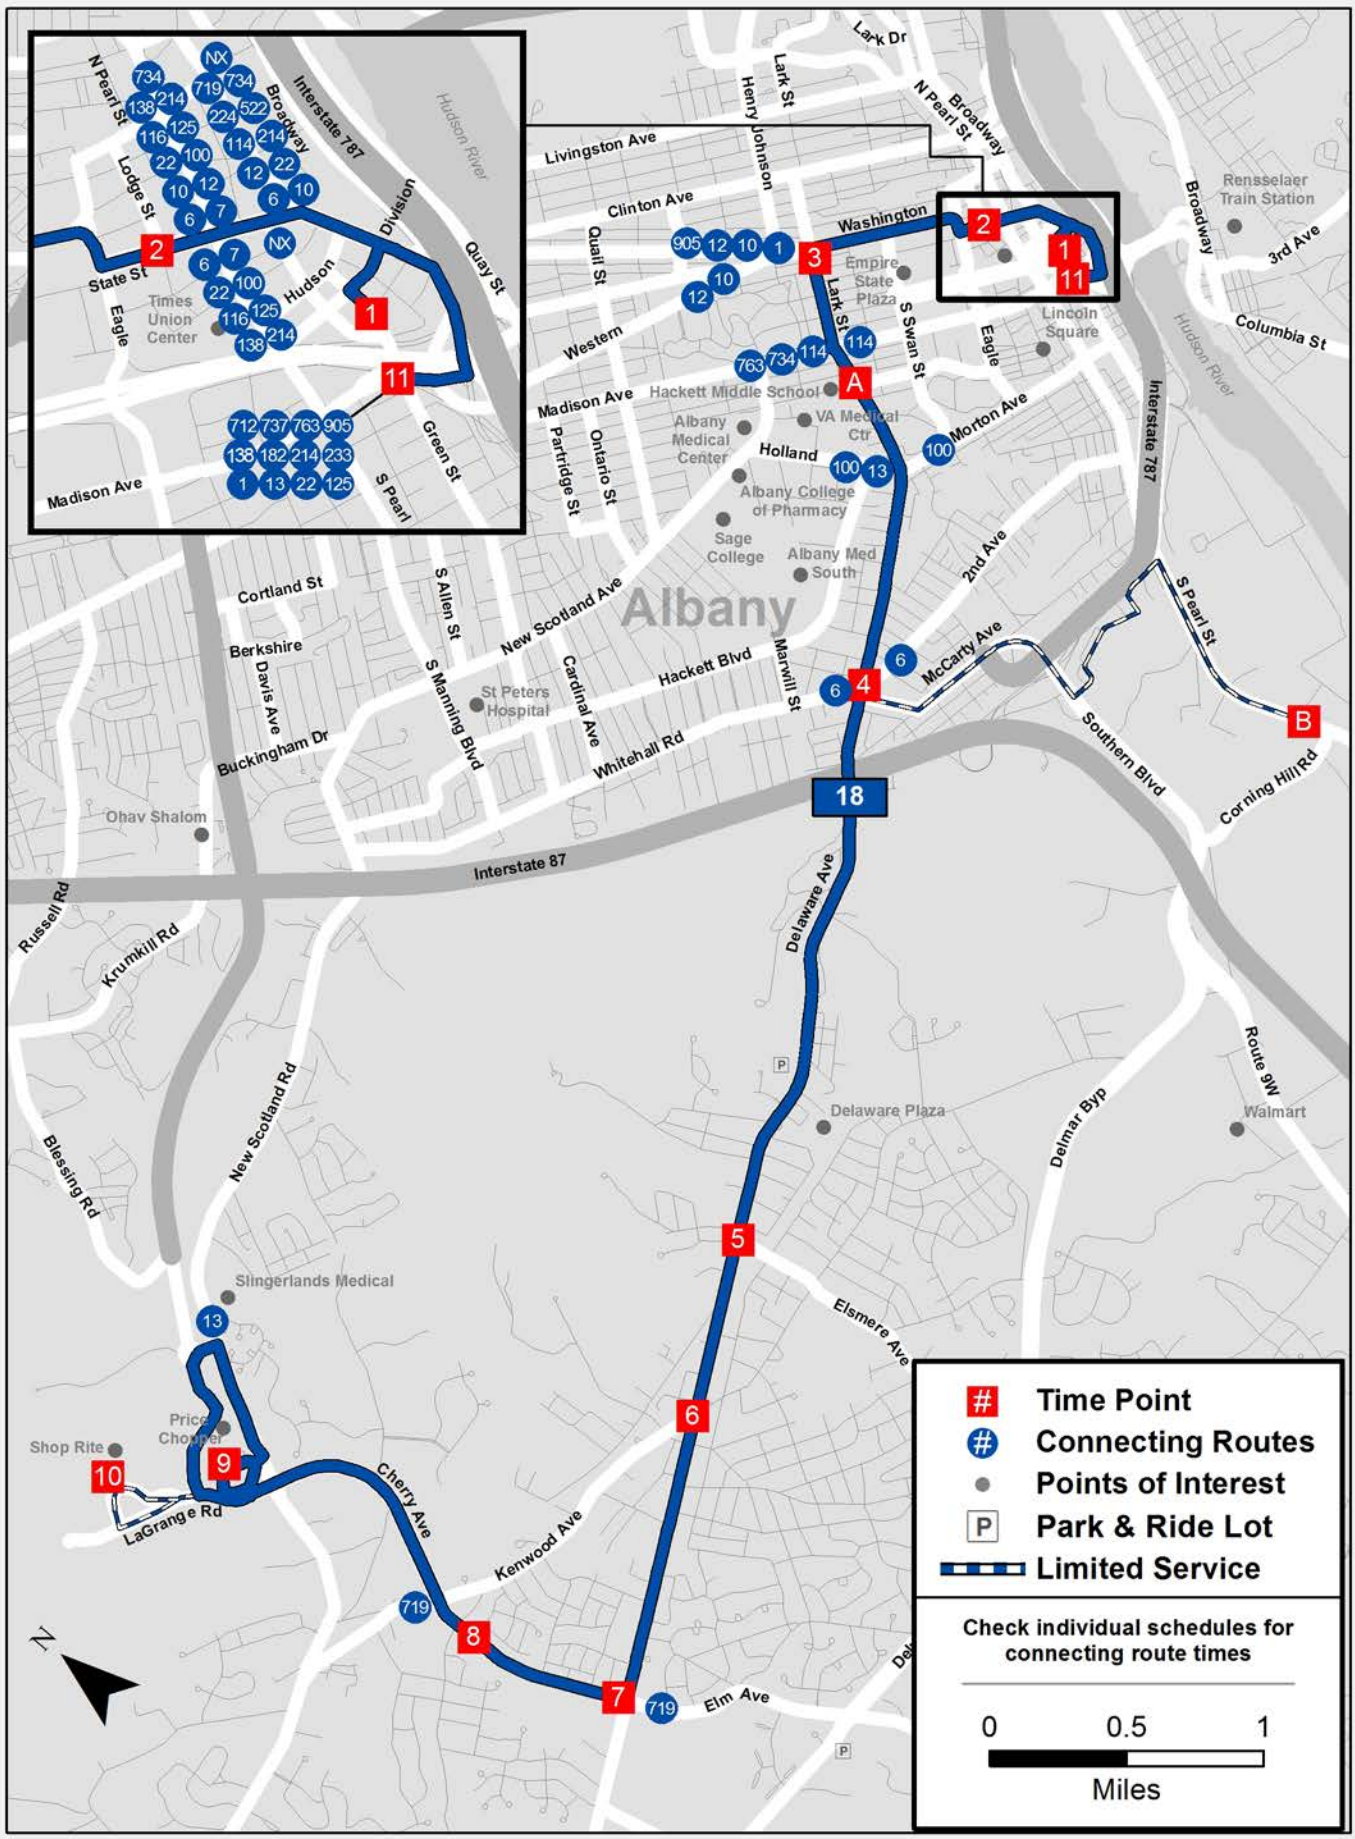 NX
734
719
734
138
214
224
522
116
125
114
214
22
100
12
22
10
12
6
10
6
7
N Pearl St
Lodge St
Broadway
Interstate 787
Hudson River
Division
Quay St
2
State St
Eagle
Times
Union
Center
6
7
NX
22
100
116
125
138
214
Hudson
1
11
712
737
763
905
138
182
214
233
1
13
22
125
Madison Ave
S Pearl
Green St
Lark Dr
Lark St
Henry Johnson
N Pearl St
Broadway
Livingston Ave
Clinton Ave
Quail St
Washington
905
12
10
1
10
12
3
2
1
11
Empire
State
Plaza
Lark St
S Swan St
Eagle
Lincoln
Square
Broadway
Rensselaer
Train Station
3rd Ave
Columbia St
Hudson River
Interstate 787
Western
763
734
114
114
Hackett Middle School
A
Madison Ave
Albany
Medical
Center
VA Medical
Ctr
Morton Ave
100
Holland
100
13
Partridge St
Ontario St
Albany College
of Pharmacy
Sage
College
Albany Med
South
2nd Ave
Albany
Cortland St
Berkshire
Davis Ave
S Allen St
New Scotland Ave
S Manning Blvd
Cardinal Ave
Hackett Blvd
Marwill St
St Peters
Hospital
Buckingham Dr
Whitehall Rd
6
6
4
McCarty Ave
S Pearl St
B
Southern Blvd
Corning Hill Rd
18
Ohav Shalom
Interstate 87
Russell Rd
Krumkill Rd
Delaware Ave
P
Delaware Plaza
New Scotland Rd
Blessing Rd
Route 9W
Delmar Byp
Walmart
5
Elsmere Ave
Slingerlands Medical
13
6
Price
Chopper
Shop Rite
9
10
LaGrange Rd
Cherry Ave
Kenwood Ave
719
8
7
719
Elm Ave
P
N
# Time Point
# Connecting Routes
Points of Interest
P Park & Ride Lot
Limited Service
Check individual schedules for
connecting route times
0 0.5 1
Miles